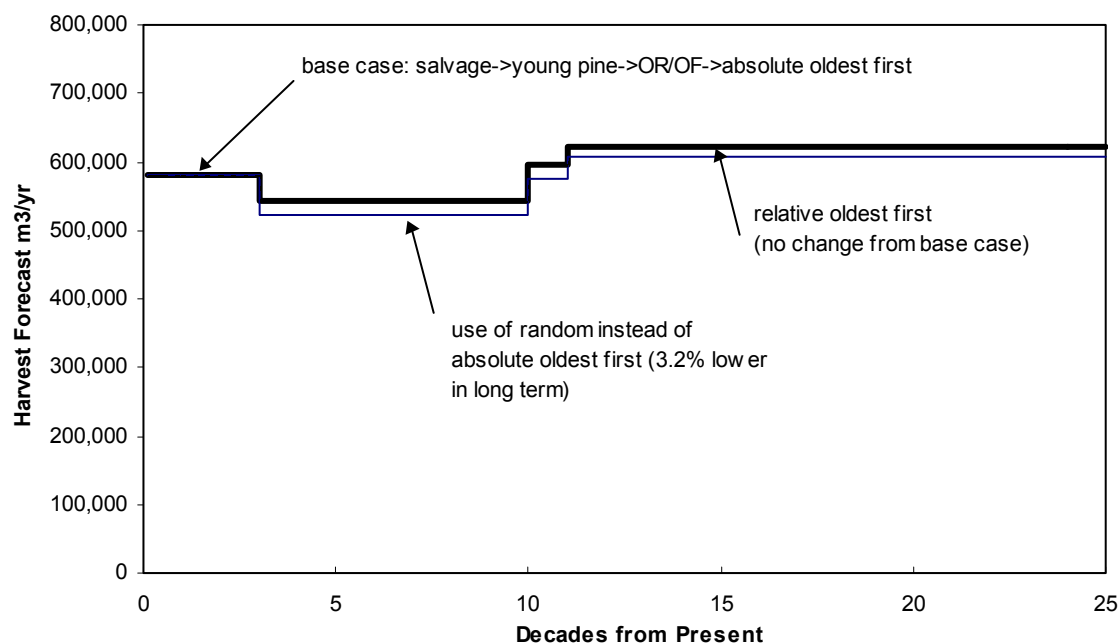 800,000
700,000
600,000
500,000
400,000
300,000
200,000
100,000
0
Harvest Forecast m3/yr
base case: salvage->young pine->OR/OF->absolute oldest first
relative oldest first
(no change from base case)
use of random instead of
absolute oldest first (3.2% lower
in long term)
0
5
10
15
20
25
Decades from Present